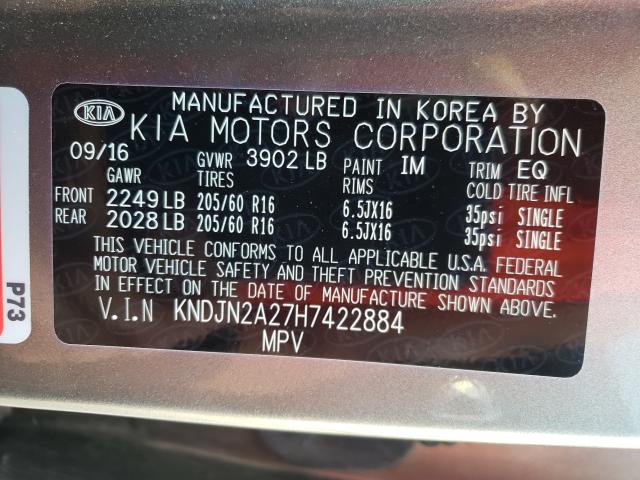 KIA
MANUFACTURED IN KOREA BY
KIA MOTORS CORPORATION
09/16 GVWR 3902 LB PAINT IM TRIM EQ
GAWR TIRES RIMS COLD TIRE INFL
FRONT 2249 LB 205/60 R16 6.5JX16 35psi SINGLE
REAR 2028 LB 205/60 R16 6.5JX16 35psi SINGLE
THIS VEHICLE CONFORMS TO ALL APPLICABLE U.S.A. FEDERAL
MOTOR VEHICLE SAFETY AND THEFT PREVENTION STANDARDS
IN EFFECT ON THE DATE OF MANUFACTURE SHOWN ABOVE.
V.I.N KNDJN2A27H7422884
MPV
P73